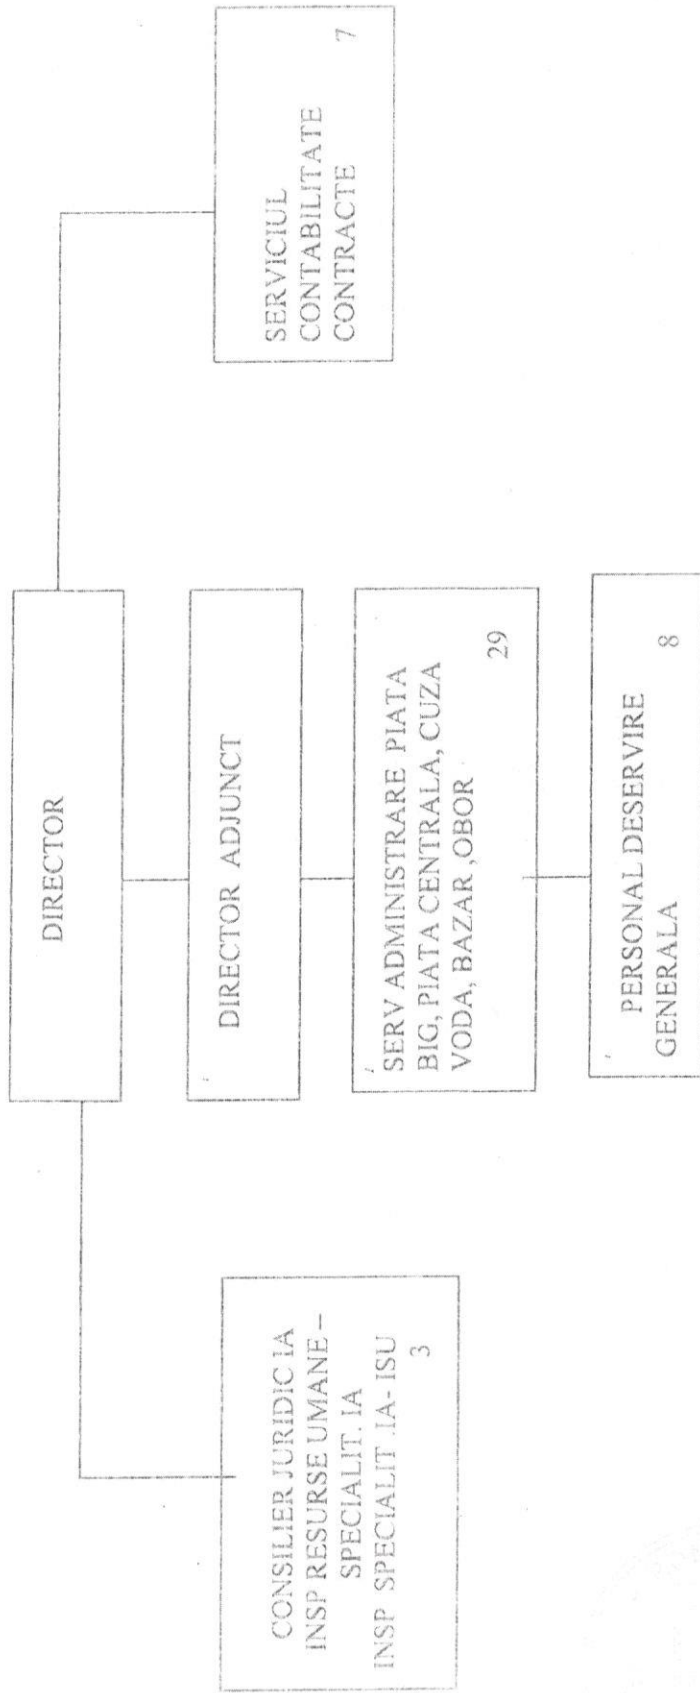 DIRECTOR
CONSILIER JURIDIC IA
INSP RESURSE UMANE –
SPECIALIT. IA
INSP SPECIALIT .IA- ISU
3
DIRECTOR ADJUNCT
SERV ADMINISTRARE PIATA
BIG, PIATA CENTRALA, CUZA
VODA, BAZAR ,OBOR
29
PERSONAL DESERVIRE
GENERALA
8
SERVICIUL
CONTABILITATE
CONTRACTE
7